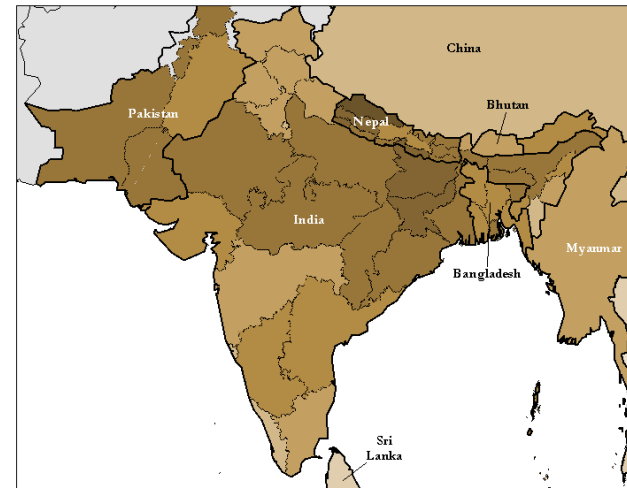 China
Bhutan
Pakistan
Nepal
India
Myanmar
Bangladesh
Sri
Lanka